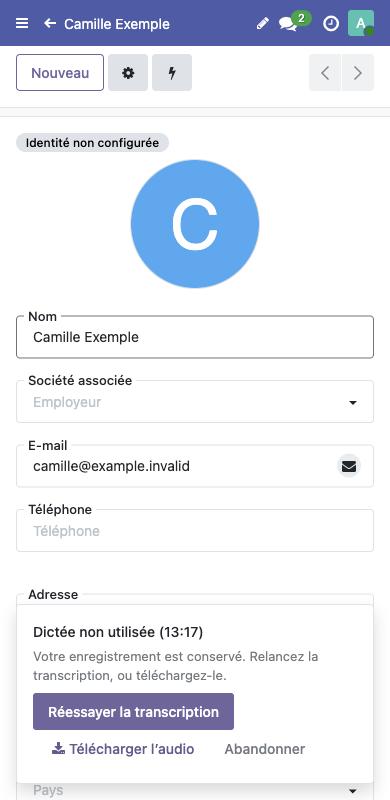 Camille Exemple
2
A
Nouveau
Identité non configurée
C
Nom
Camille Exemple
Société associée
Employeur
E-mail
camille@example.invalid
Téléphone
Téléphone
Adresse
Dictée non utilisée (13:17)
Votre enregistrement est conservé. Relancez la
transcription, ou téléchargez-le.
Réessayer la transcription
Télécharger l’audio
Abandonner
Pays